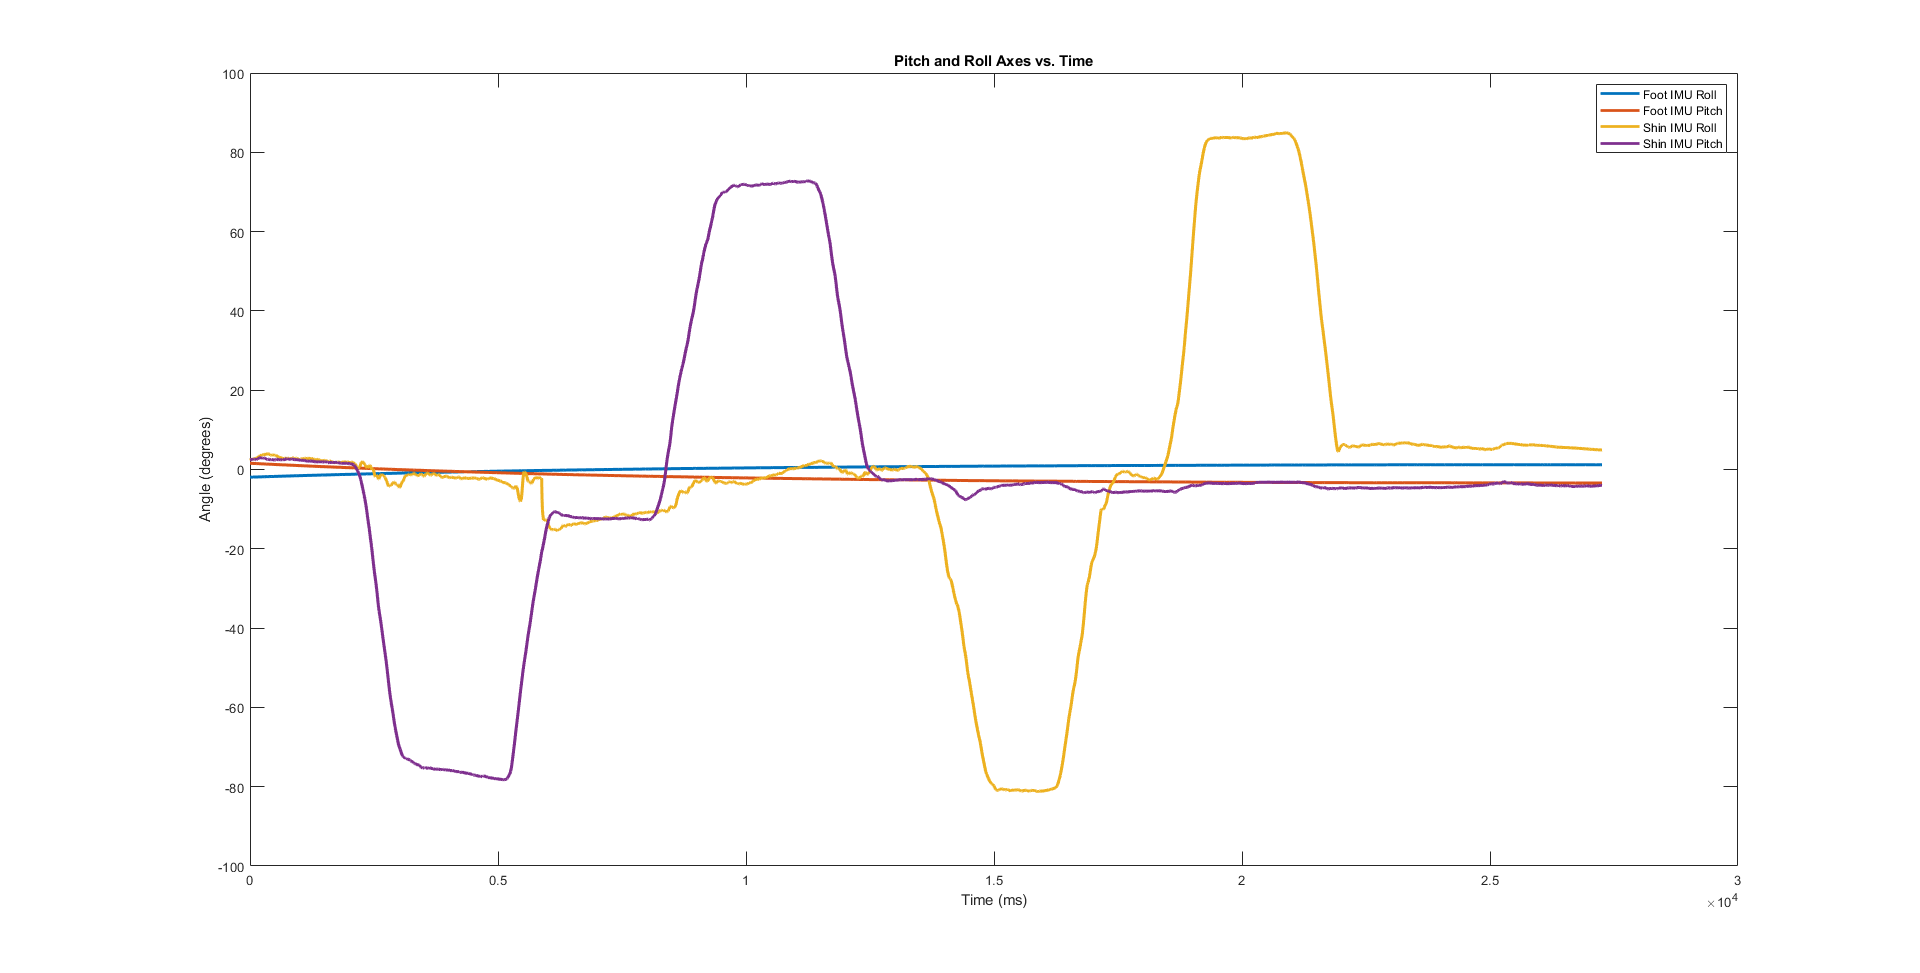 Pitch and Roll Axes vs. Time
Foot IMU Roll
Foot IMU Pitch
Shin IMU Roll
Shin IMU Pitch
Angle (degrees)
100
80
60
40
20
0
-20
-40
-60
-80
-100
0 0.5 1 1.5 2 2.5 3
Time (ms)
×10⁴